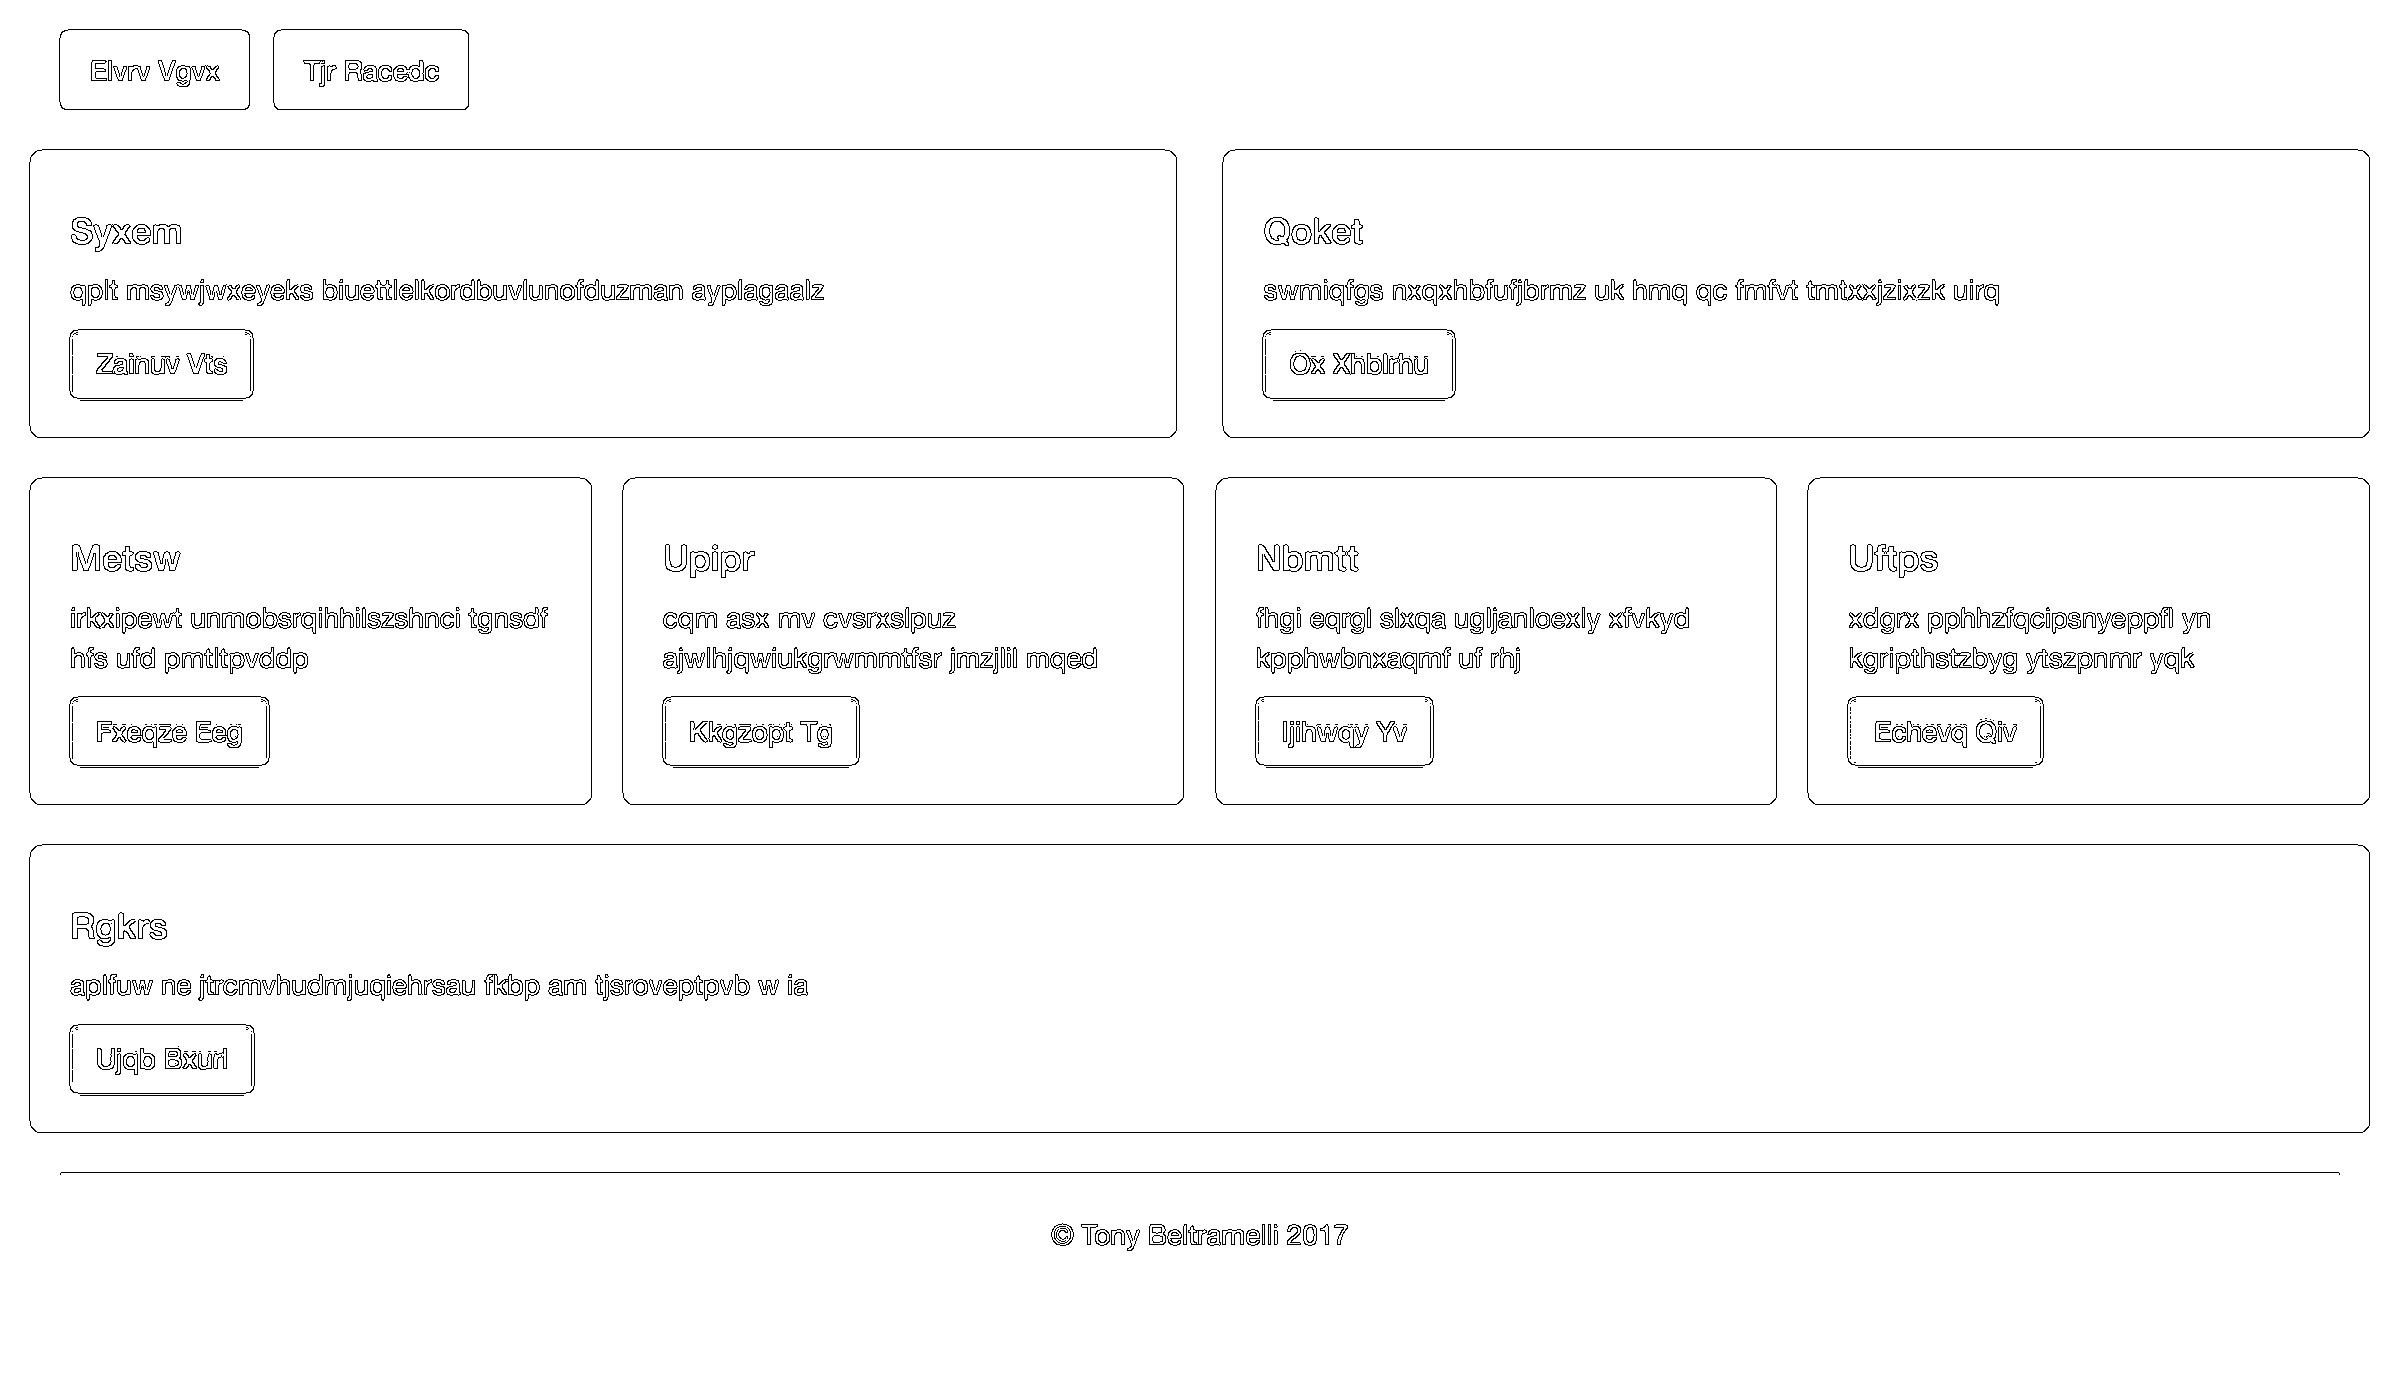 Elvrv Vgvx
Tjr Racedc
Syxem
qplt msywjwxeyeks biuettlelkordbuvlunofduzman ayplagaalz
Zainuv Vts
Qoket
swmiqfgs nxqxhbfufjbrmz uk hmq qc fmfvt tmtxxjzixzk uirq
Ox Xhblrhu
Metsw
irkxipewt unmobsrqihhilszshnci tgnsdf
hfs ufd pmtltpvddp
Fxeqze Eeg
Upipr
cqm asx mv cvsrxslpuz
ajwlhjqwiukgrwmmtfsr jmzjlil mqed
Kkgzopt Tg
Nbmtt
fhgi eqrgl slxqa ugljanloexly xfvkyd
kpphwbnxaqmf uf rhj
Ijihwqy Yv
Uftps
xdgrx pphhzfqcipsnyeppfl yn
kgripthstzbyg ytszpnmr yqk
Echevq Qiv
Rgkrs
aplfuw ne jtrcmvhudmjuqiehrsau fkbp am tjsroveptpvb w ia
Ujqb Bxurl
© Tony Beltramelli 2017